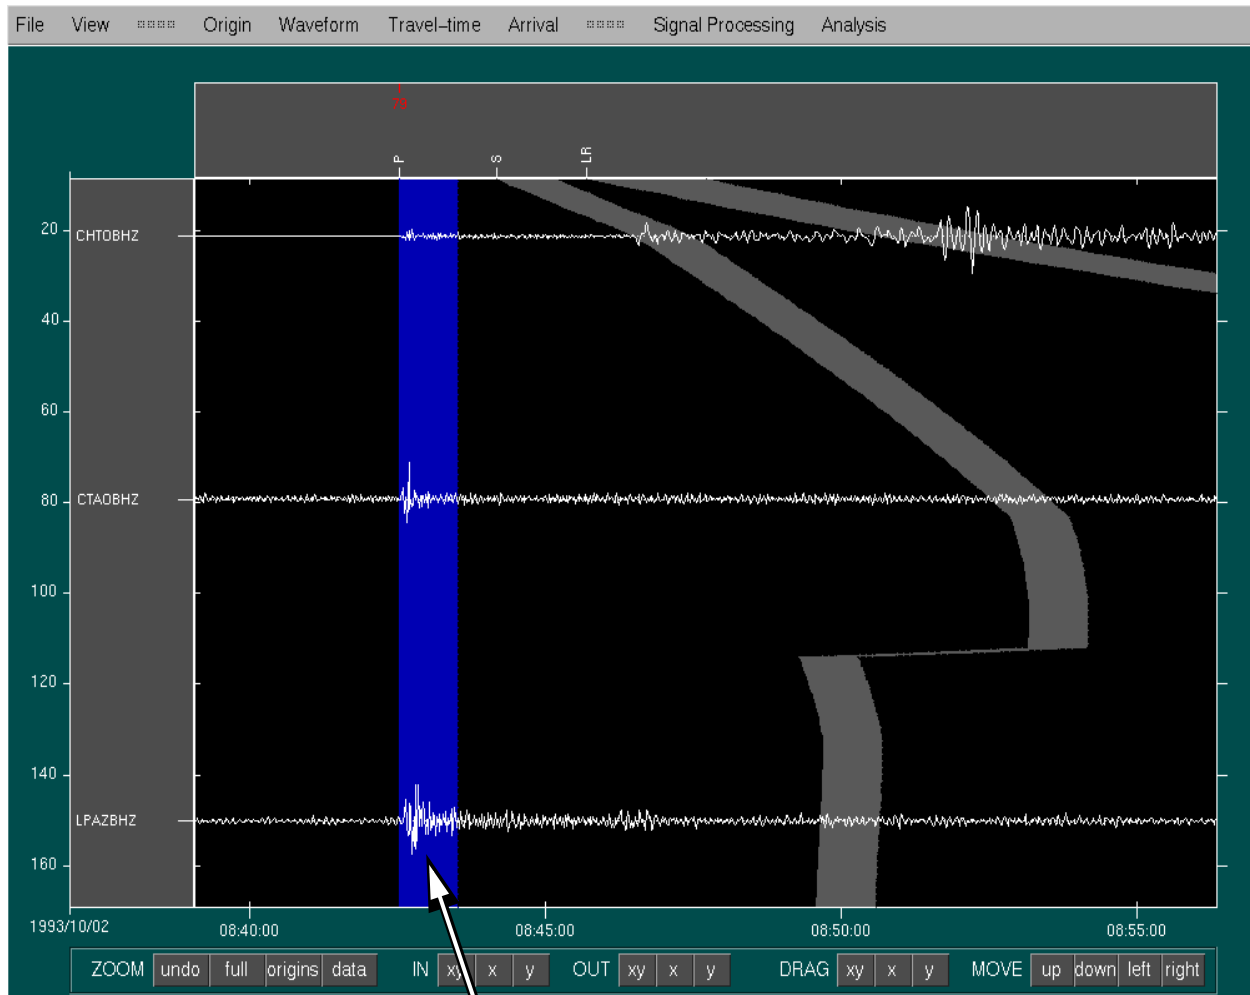 File View Origin Waveform Travel-time Arrival Signal Processing Analysis
78
P S LR
20 CHTOBHZ
40
60
80 CTAOBHZ
100
120
140
LPAZBHZ
160
1993/10/02 08:40:00 08:45:00 08:50:00 08:55:00
ZOOM undo full origins data IN xy x y OUT xy x y DRAG xy x y MOVE up down left right